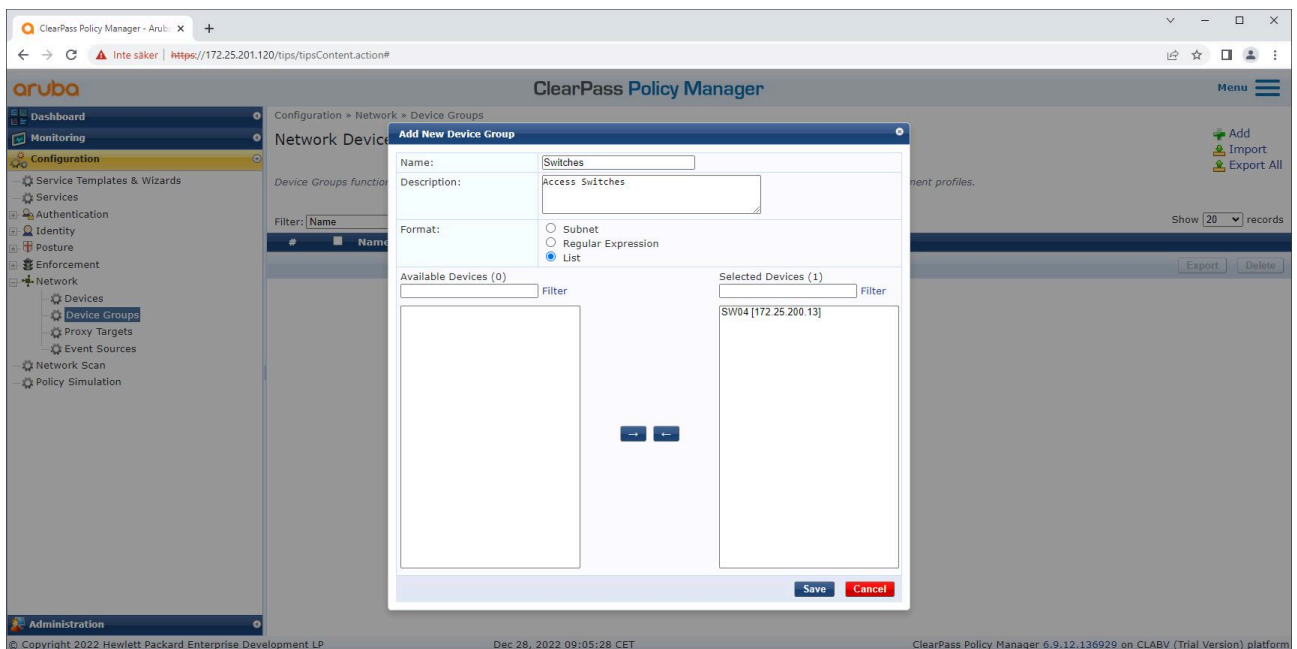 ClearPass Policy Manager - Arub
Inte säker | https://172.25.201.120/tips/tipsContent.action#
aruba
ClearPass Policy Manager
Menu
Dashboard
Monitoring
Configuration
Service Templates & Wizards
Services
Authentication
Identity
Posture
Enforcement
Network
Devices
Device Groups
Proxy Targets
Event Sources
Network Scan
Policy Simulation
Administration
Configuration » Network » Device Groups
Network Device
Add
Import
Export All
Device Groups function
nent profiles.
Filter: Name
Show 20 records
# Name
Export Delete
Add New Device Group
Name: Switches
Description: Access Switches
Format: Subnet
Regular Expression
List
Available Devices (0) Selected Devices (1)
Filter Filter
SW04 [172.25.200.13]
→ ←
Save Cancel
© Copyright 2022 Hewlett Packard Enterprise Development LP Dec 28, 2022 09:05:28 CET ClearPass Policy Manager 6.9.12.136929 on CLABV (Trial Version) platform